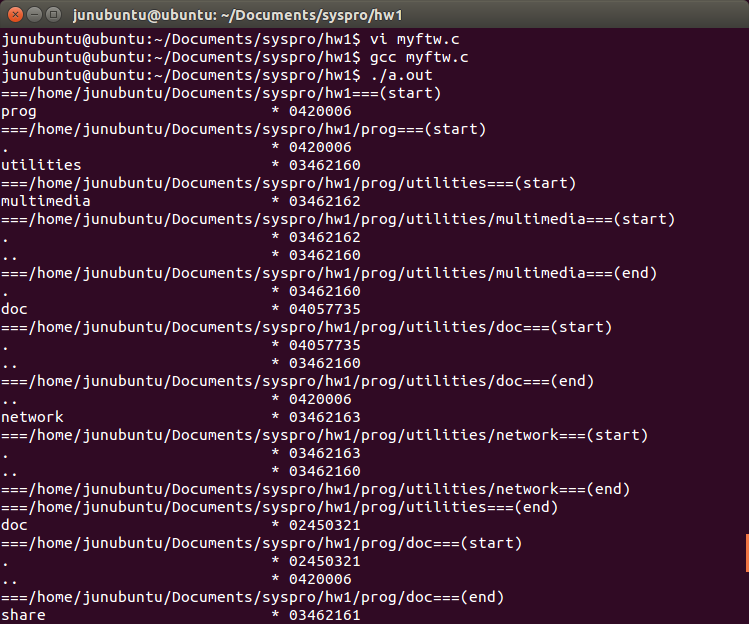 junubuntu@ubuntu: ~/Documents/syspro/hw1
junubuntu@ubuntu:~/Documents/syspro/hw1$ vi myftw.c
junubuntu@ubuntu:~/Documents/syspro/hw1$ gcc myftw.c
junubuntu@ubuntu:~/Documents/syspro/hw1$ ./a.out
===/home/junubuntu/Documents/syspro/hw1===(start)
prog                          * 0420006
===/home/junubuntu/Documents/syspro/hw1/prog===(start)
.                             * 0420006
utilities                     * 03462160
===/home/junubuntu/Documents/syspro/hw1/prog/utilities===(start)
multimedia                    * 03462162
===/home/junubuntu/Documents/syspro/hw1/prog/utilities/multimedia===(start)
.                             * 03462162
..                            * 03462160
===/home/junubuntu/Documents/syspro/hw1/prog/utilities/multimedia===(end)
.                             * 03462160
doc                           * 04057735
===/home/junubuntu/Documents/syspro/hw1/prog/utilities/doc===(start)
.                             * 04057735
..                            * 03462160
===/home/junubuntu/Documents/syspro/hw1/prog/utilities/doc===(end)
..                            * 0420006
network                       * 03462163
===/home/junubuntu/Documents/syspro/hw1/prog/utilities/network===(start)
.                             * 03462163
..                            * 03462160
===/home/junubuntu/Documents/syspro/hw1/prog/utilities/network===(end)
===/home/junubuntu/Documents/syspro/hw1/prog/utilities===(end)
doc                           * 02450321
===/home/junubuntu/Documents/syspro/hw1/prog/doc===(start)
.                             * 02450321
..                            * 0420006
===/home/junubuntu/Documents/syspro/hw1/prog/doc===(end)
share                         * 03462161